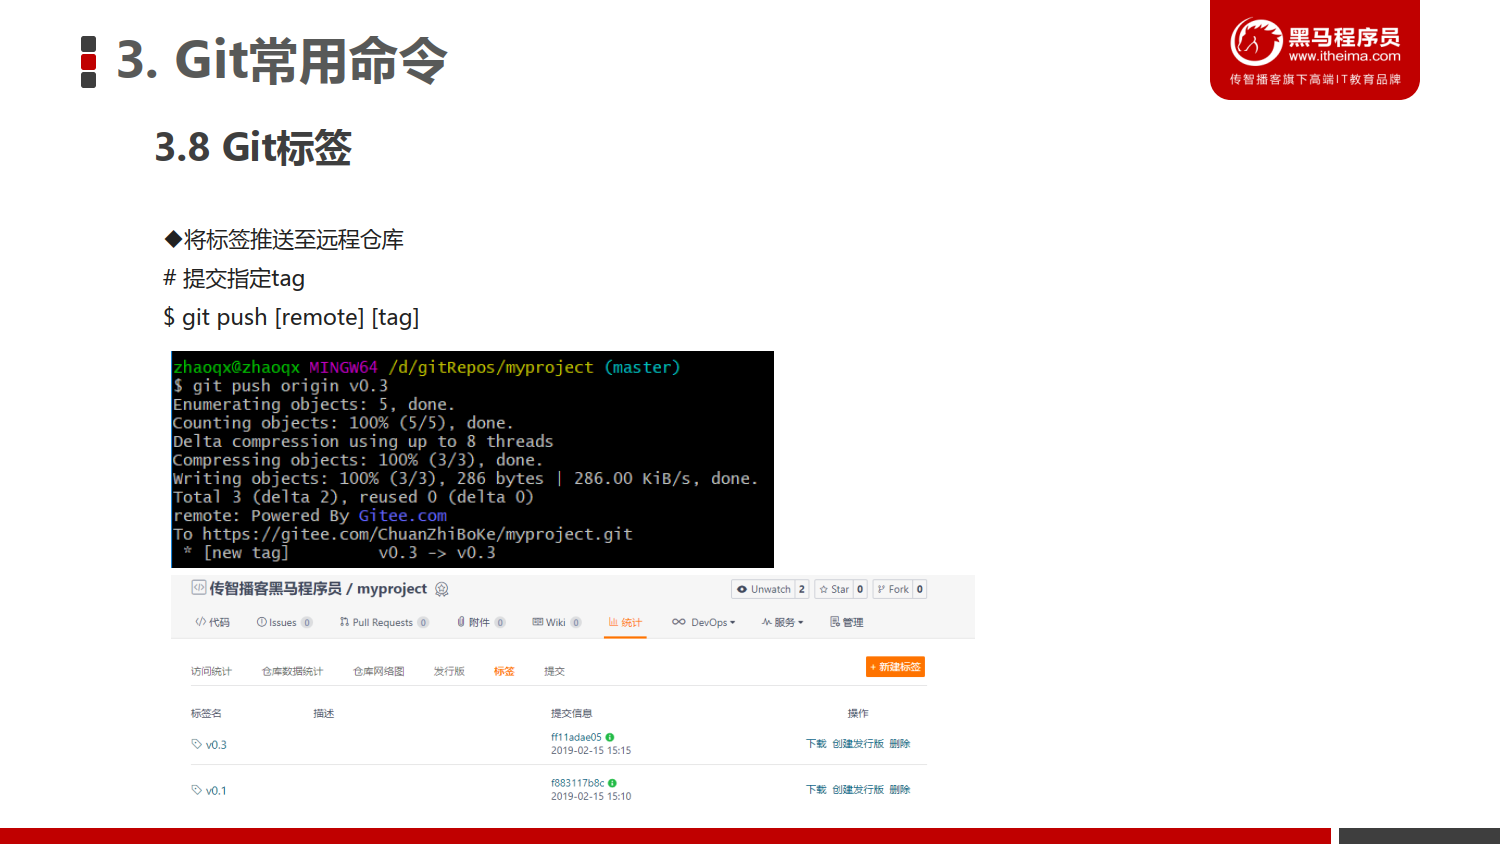 3. Git常用命令
黑马程序员
www.itheima.com
传智播客旗下高端IT教育品牌
3.8 Git标签
◆将标签推送至远程仓库
# 提交指定tag
$ git push [remote] [tag]
zhaoqx@zhaoqx MINGW64 /d/gitRepos/myproject (master)
$ git push origin v0.3
Enumerating objects: 5, done.
Counting objects: 100% (5/5), done.
Delta compression using up to 8 threads
Compressing objects: 100% (3/3), done.
Writing objects: 100% (3/3), 286 bytes | 286.00 KiB/s, done.
Total 3 (delta 2), reused 0 (delta 0)
remote: Powered By Gitee.com
To https://gitee.com/ChuanZhiBoKe/myproject.git
 * [new tag]         v0.3 -> v0.3
传智播客黑马程序员 / myproject
Unwatch 2 Star 0 Fork 0
代码 Issues 0 Pull Requests 0 附件 0 Wiki 0 统计 DevOps 服务 管理
访问统计 仓库数据统计 仓库网络图 发行版 标签 提交 + 新建标签
标签名 描述 提交信息 操作
v0.3 ff11adae05 下载 创建发行版 删除
2019-02-15 15:15
v0.1 f883117b8c 下载 创建发行版 删除
2019-02-15 15:10